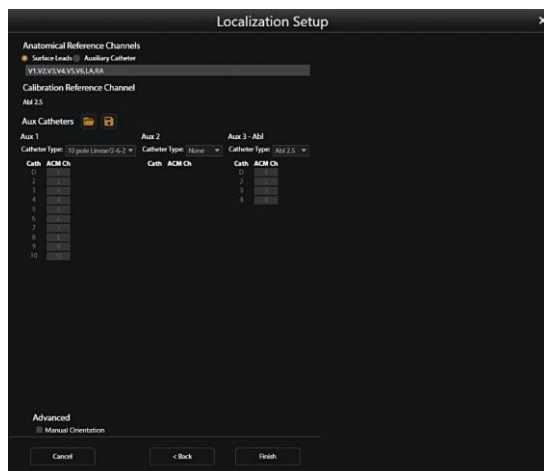 Localization Setup
Anatomical Reference Channels
Surface Leads Auxiliary Catheter
V1,V2,V3,V4,V5,V6,LA,RA
Calibration Reference Channel
Abl 2.5
Aux Catheters
Aux 1 Aux 2 Aux 3 - Abl
Catheter Type: 10 pole Linear/2-6-2 Catheter Type: None Catheter Type: Abl 2.5
Cath ACM Ch Cath ACM Ch Cath ACM Ch
D 1 D 1
2 2 2 2
3 3 3 3
4 4 4 4
5 5
6 6
7 7
8 8
9 9
10 10
Advanced
Manual Orientation
Cancel < Back Finish